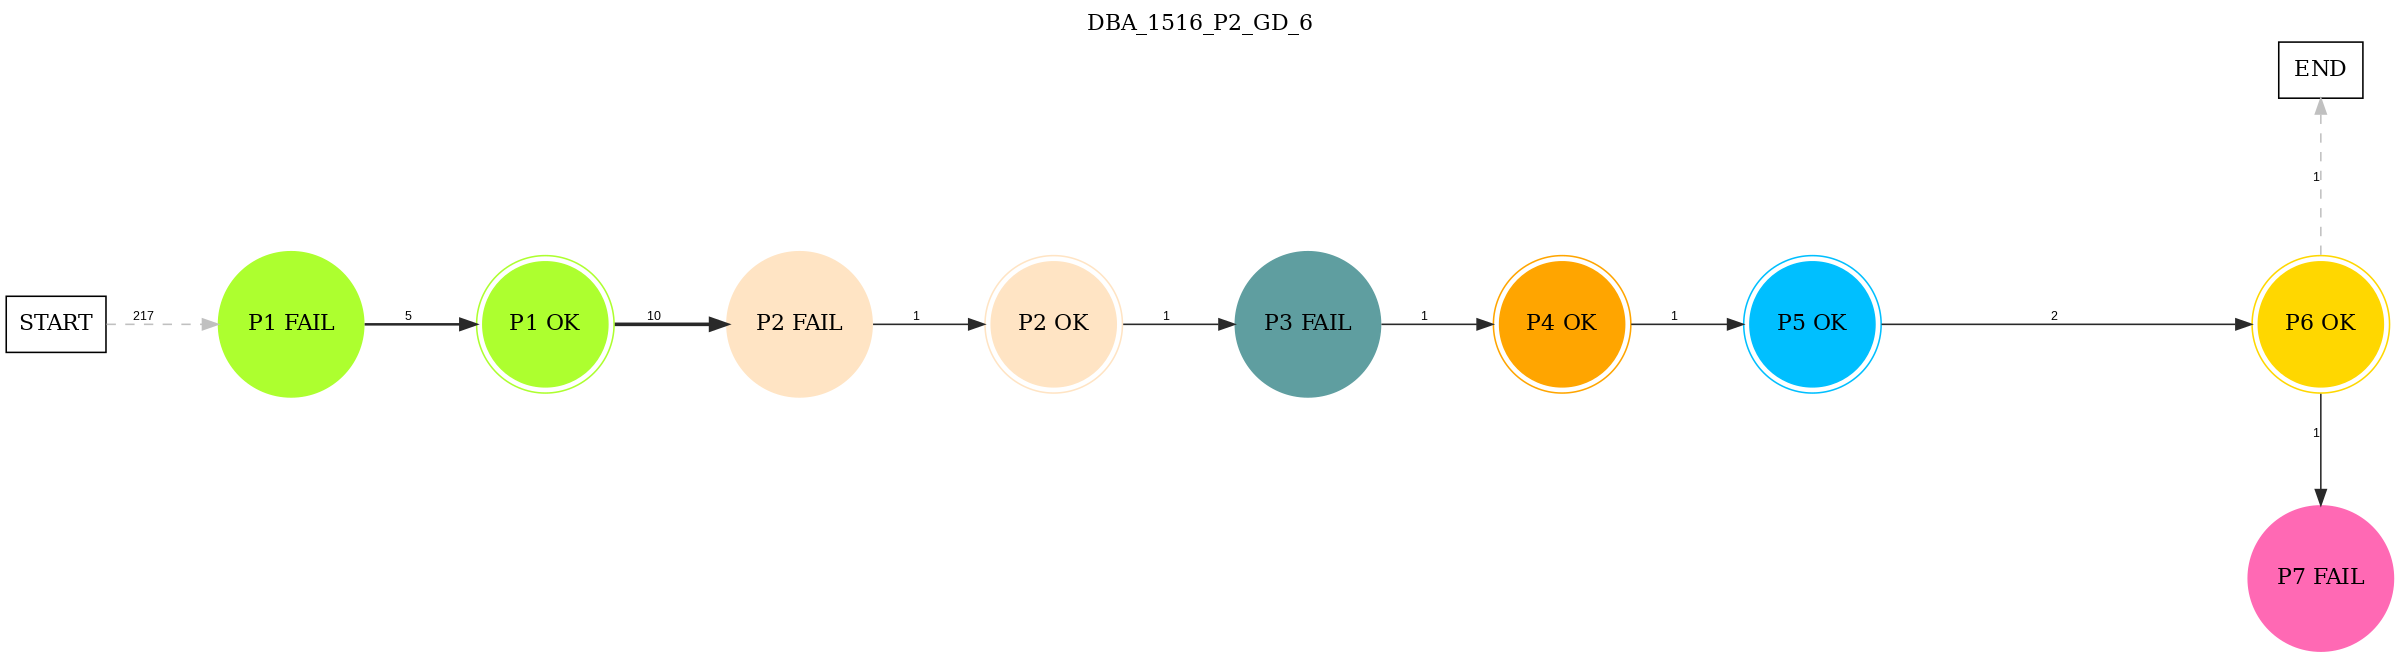 DBA_1516_P2_GD_6
END
1
START
217
P1 FAIL
5
P1 OK
10
P2 FAIL
1
P2 OK
1
P3 FAIL
1
P4 OK
1
P5 OK
2
P6 OK
1
P7 FAIL